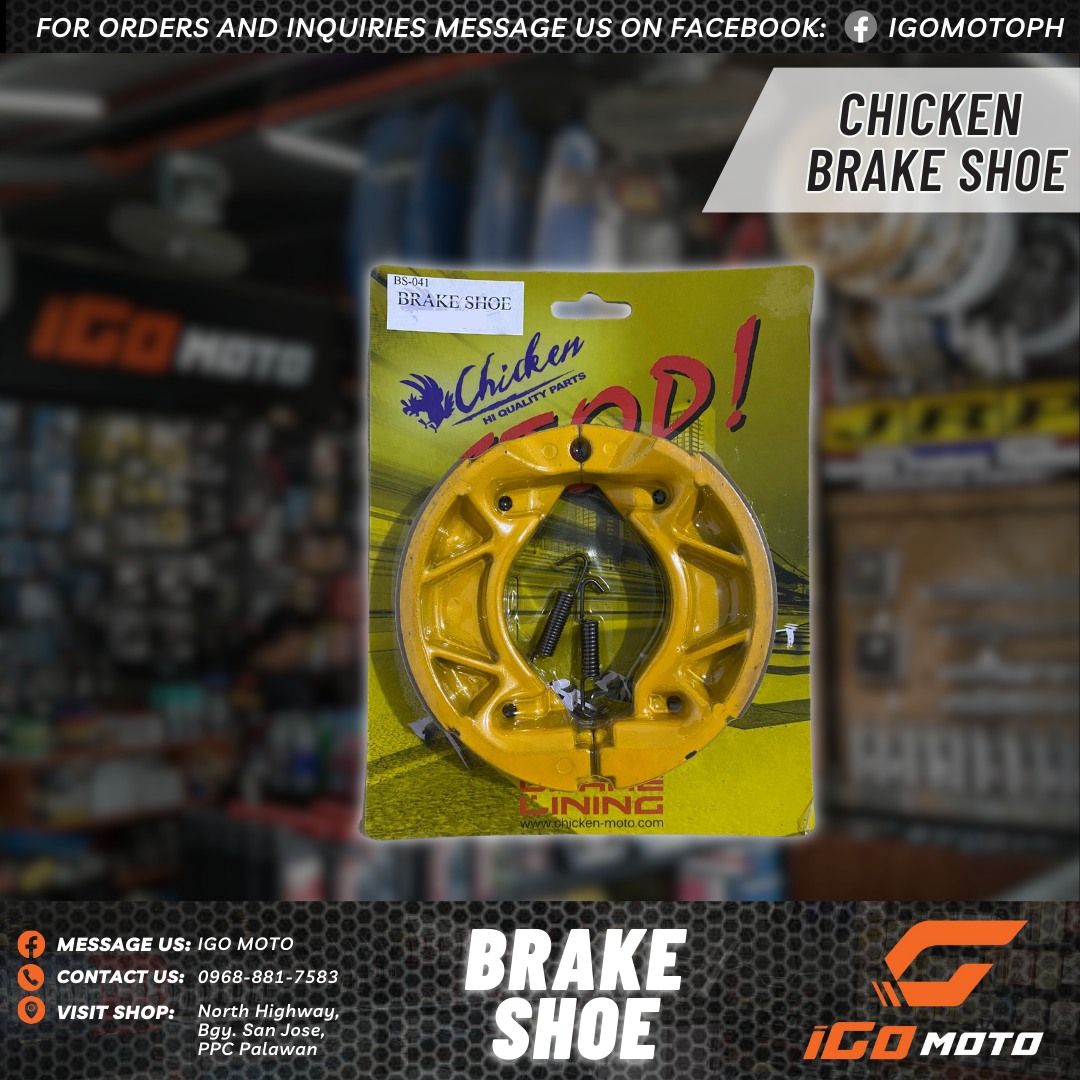 FOR ORDERS AND INQUIRIES MESSAGE US ON FACEBOOK: IGOMOTOPH
CHICKEN
BRAKE SHOE
iGO MOTO
BS-041
BRAKE SHOE
Chicken
HI QUALITY PARTS
JRP
LINING
www.chicken-moto.com
MESSAGE US: IGO MOTO
CONTACT US: 0968-881-7583
VISIT SHOP: North Highway,
Bgy. San Jose,
PPC Palawan
BRAKE
SHOE
iGO MOTO